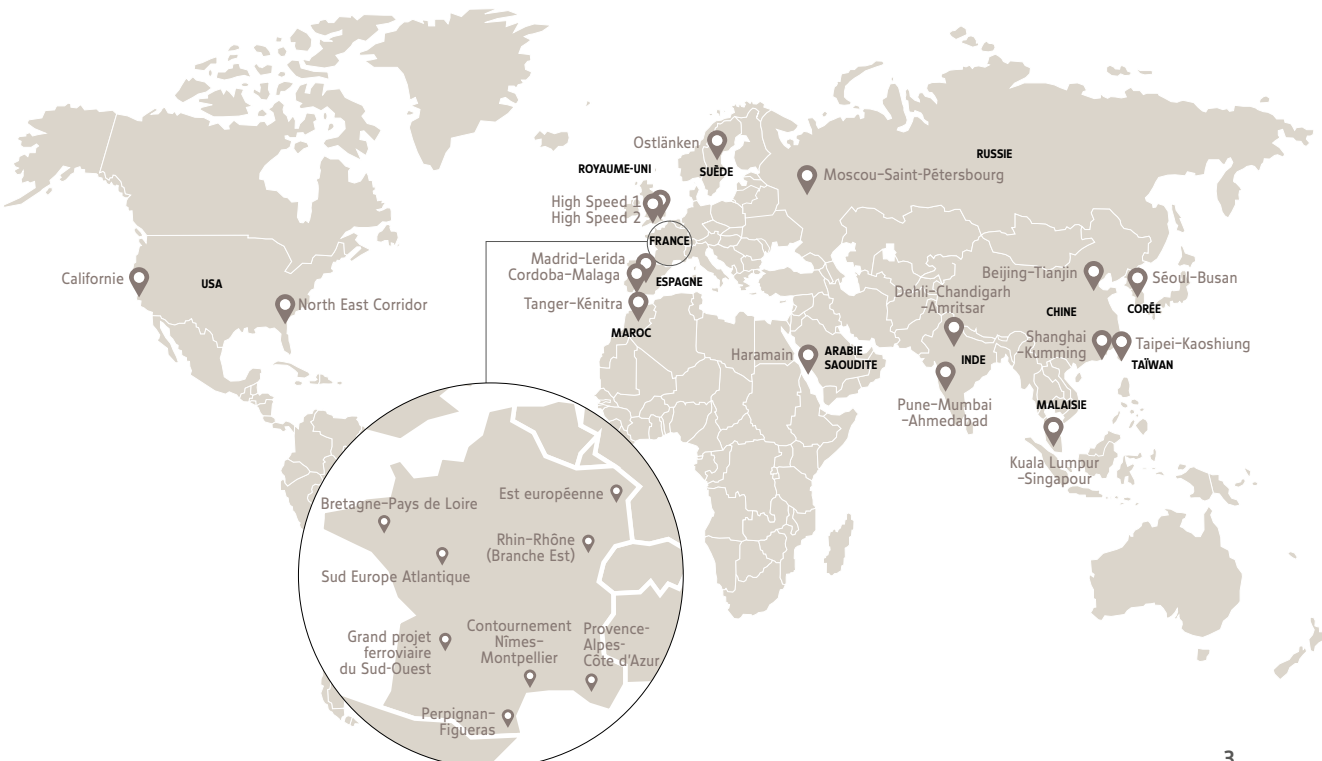 Ostlänken
SUÈDE
RUSSIE
Moscou–Saint-Pétersbourg
ROYAUME-UNI
High Speed 1
High Speed 2
FRANCE
Madrid–Lerida
Cordoba–Malaga
ESPAGNE
Tanger–Kénitra
MAROC
Californie
USA
North East Corridor
Haramain
ARABIE
SAOUDITE
Dehli–Chandigarh
–Amritsar
INDE
Pune–Mumbai
–Ahmedabad
Beijing–Tianjin
CHINE
Séoul–Busan
CORÉE
Shanghai
–Kumming
Taipei–Kaoshiung
TAÏWAN
MALAISIE
Kuala Lumpur
–Singapour
Bretagne–Pays de Loire
Est européenne
Rhin–Rhône
(Branche Est)
Sud Europe Atlantique
Grand projet
ferroviaire
du Sud-Ouest
Contournement
Nîmes–
Montpellier
Provence-
Alpes-
Côte d'Azur
Perpignan–
Figueras
3